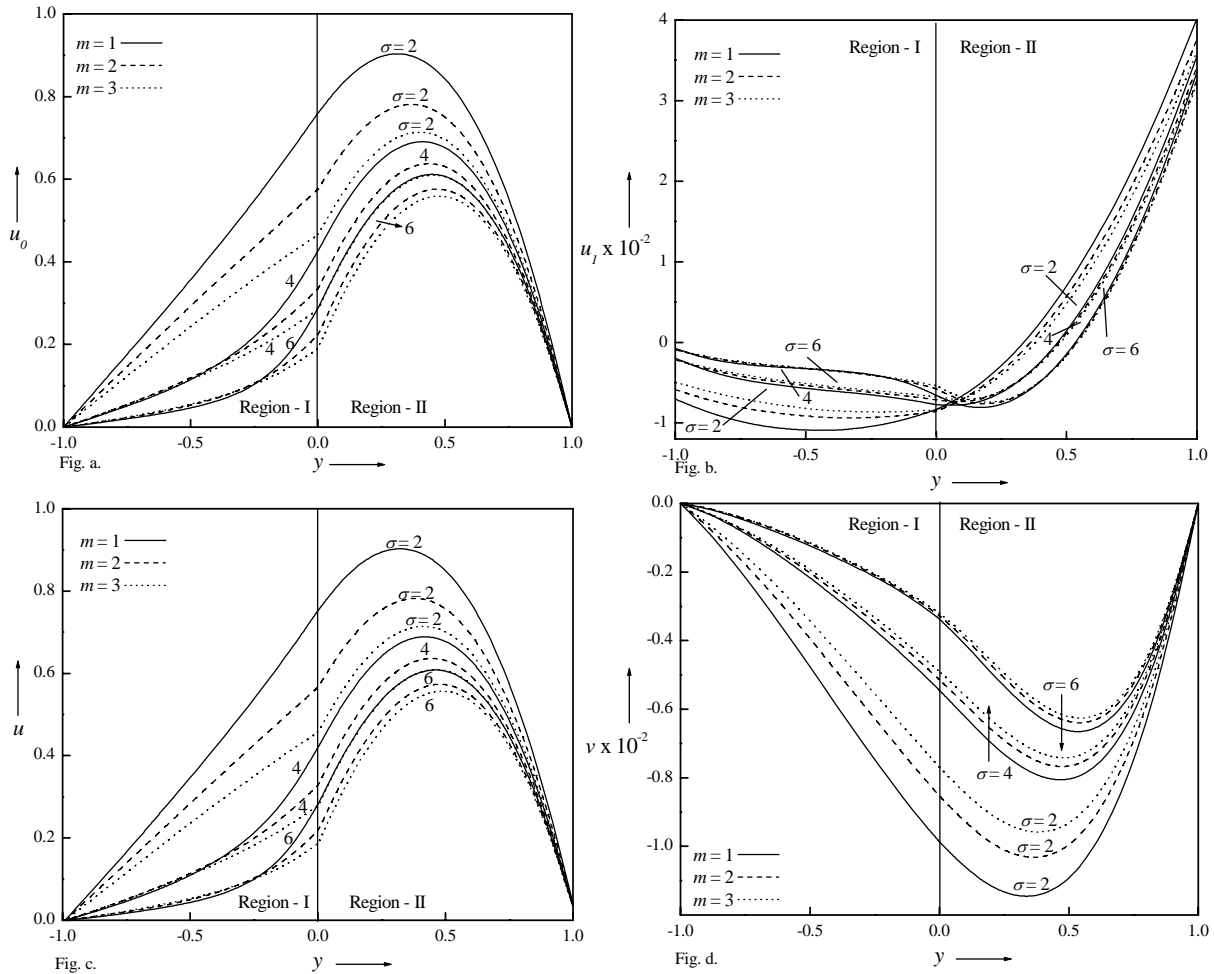 1.0
0.8
0.6
0.4
0.2
0.0
u0
m = 1
m = 2
m = 3
σ = 2
σ = 2
σ = 2
4
6
4
4
6
Region - I
Region - II
-1.0
-0.5
0.0
0.5
1.0
Fig. a.
y
4
3
2
1
0
-1
u1 x 10-2
Region - I
Region - II
m = 1
m = 2
m = 3
σ = 2
σ = 6
4
σ = 6
4
σ = 2
-1.0
-0.5
0.0
0.5
1.0
Fig. b.
y
1.0
0.8
0.6
0.4
0.2
0.0
u
m = 1
m = 2
m = 3
σ = 2
σ = 2
σ = 2
4
6
6
4
4
6
Region - I
Region - II
-1.0
-0.5
0.0
0.5
1.0
Fig. c.
y
0.0
-0.2
-0.4
-0.6
-0.8
-1.0
v x 10-2
Region - I
Region - II
σ = 6
σ = 4
σ = 2
σ = 2
σ = 2
m = 1
m = 2
m = 3
-1.0
-0.5
0.0
0.5
1.0
Fig. d.
y